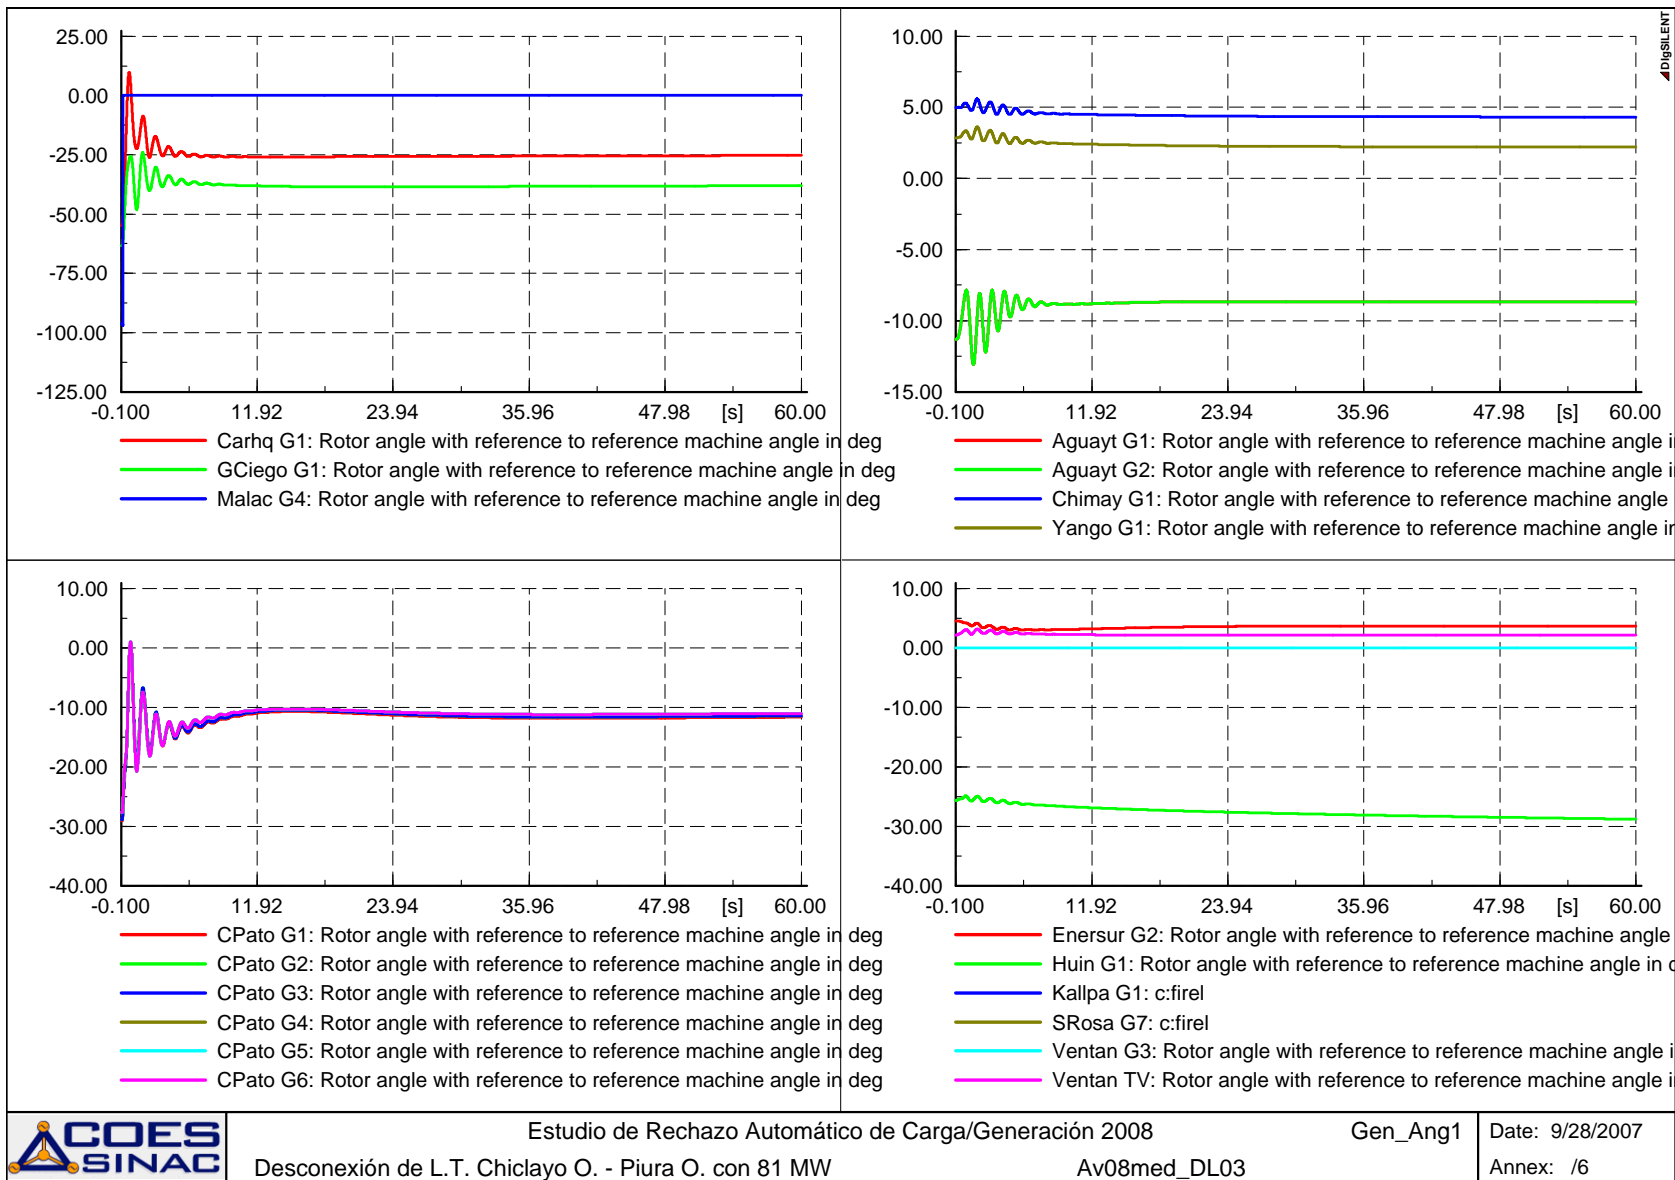 25.00
0.00
-25.00
-50.00
-75.00
-100.00
-125.00
-0.100 11.92 23.94 35.96 47.98 [s] 60.00
Carhq G1: Rotor angle with reference to reference machine angle in deg
GCiego G1: Rotor angle with reference to reference machine angle in deg
Malac G4: Rotor angle with reference to reference machine angle in deg
DIgSILENT
10.00
5.00
0.00
-5.00
-10.00
-15.00
-0.100 11.92 23.94 35.96 47.98 [s] 60.00
Aguayt G1: Rotor angle with reference to reference machine angle i
Aguayt G2: Rotor angle with reference to reference machine angle i
Chimay G1: Rotor angle with reference to reference machine angle
Yango G1: Rotor angle with reference to reference machine angle in
10.00
0.00
-10.00
-20.00
-30.00
-40.00
-0.100 11.92 23.94 35.96 47.98 [s] 60.00
CPato G1: Rotor angle with reference to reference machine angle in deg
CPato G2: Rotor angle with reference to reference machine angle in deg
CPato G3: Rotor angle with reference to reference machine angle in deg
CPato G4: Rotor angle with reference to reference machine angle in deg
CPato G5: Rotor angle with reference to reference machine angle in deg
CPato G6: Rotor angle with reference to reference machine angle in deg
10.00
0.00
-10.00
-20.00
-30.00
-40.00
-0.100 11.92 23.94 35.96 47.98 [s] 60.00
Enersur G2: Rotor angle with reference to reference machine angle
Huin G1: Rotor angle with reference to reference machine angle in d
Kallpa G1: c:firel
SRosa G7: c:firel
Ventan G3: Rotor angle with reference to reference machine angle i
Ventan TV: Rotor angle with reference to reference machine angle i
COES
SINAC
Estudio de Rechazo Automático de Carga/Generación 2008 Gen_Ang1
Desconexión de L.T. Chiclayo O. - Piura O. con 81 MW Av08med_DL03
Date: 9/28/2007
Annex: /6